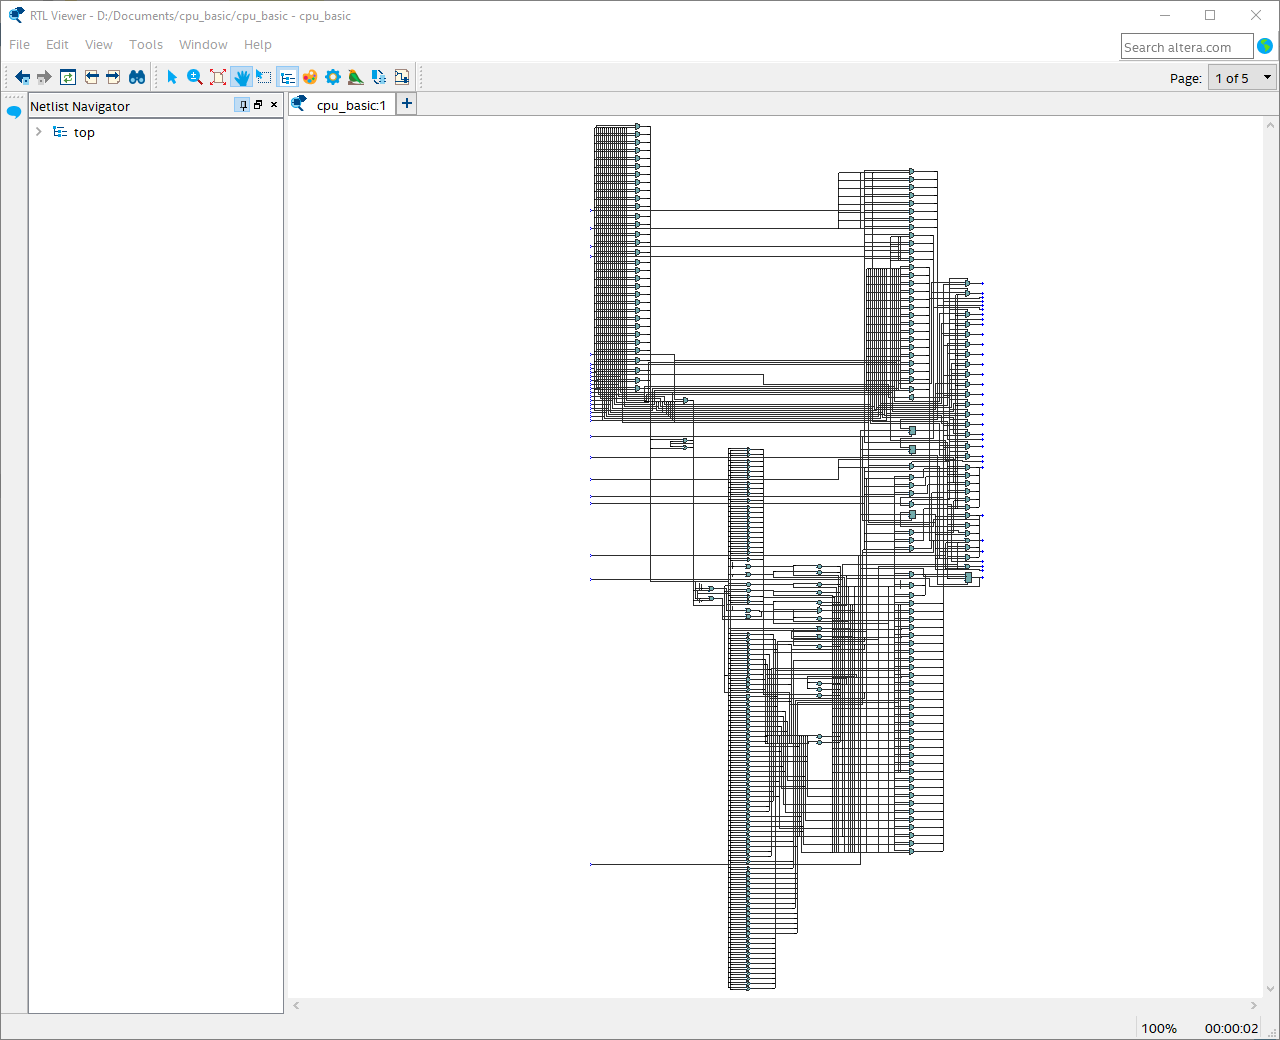 RTL Viewer - D:/Documents/cpu_basic/cpu_basic - cpu_basic
File Edit View Tools Window Help
Search altera.com
Page: 1 of 5
Netlist Navigator
cpu_basic:1
top
100% 00:00:02